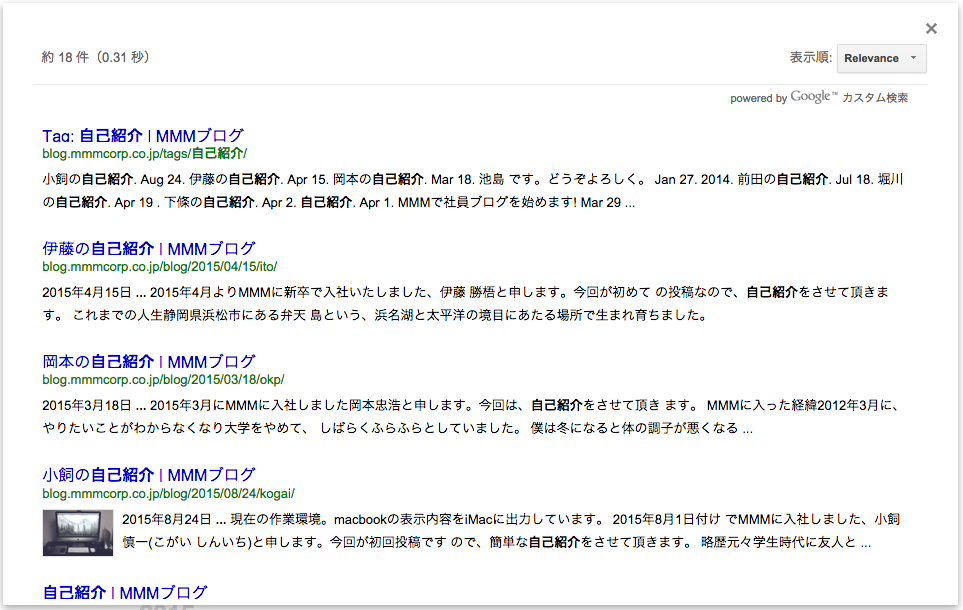 ×
約 18 件（0.31 秒）
表示順: Relevance
powered by Google™ カスタム検索
Tag: 自己紹介 | MMMブログ
blog.mmmcorp.co.jp/tags/自己紹介/
小飼の自己紹介. Aug 24. 伊藤の自己紹介. Apr 15. 岡本の自己紹介. Mar 18. 池島 です。どうぞよろしく。 Jan 27. 2014. 前田の自己紹介. Jul 18. 堀川
の自己紹介. Apr 19 . 下條の自己紹介. Apr 2. 自己紹介. Apr 1. MMMで社員ブログを始めます! Mar 29 ...
伊藤の自己紹介 | MMMブログ
blog.mmmcorp.co.jp/blog/2015/04/15/ito/
2015年4月15日 ... 2015年4月よりMMMに新卒で入社いたしました、伊藤 勝悟と申します。今回が初めて の投稿なので、自己紹介をさせて頂きま
す。 これまでの人生静岡県浜松市にある弁天 島という、浜名湖と太平洋の境目にあたる場所で生まれ育ちました。
岡本の自己紹介 | MMMブログ
blog.mmmcorp.co.jp/blog/2015/03/18/okp/
2015年3月18日 ... 2015年3月にMMMに入社しました岡本忠浩と申します。今回は、自己紹介をさせて頂き ます。 MMMに入った経緯2012年3月に、
やりたいことがわからなくなり大学をやめて、 しばらくふらふらとしていました。 僕は冬になると体の調子が悪くなる ...
小飼の自己紹介 | MMMブログ
blog.mmmcorp.co.jp/blog/2015/08/24/kogai/
2015年8月24日 ... 現在の作業環境。macbookの表示内容をiMacに出力しています。 2015年8月1日付け でMMMに入社しました、小飼
慎一(こがい しんいち)と申します。今回が初回投稿です ので、簡単な自己紹介をさせて頂きます。 略歴元々学生時代に友人と ...
自己紹介 | MMMブログ
2015